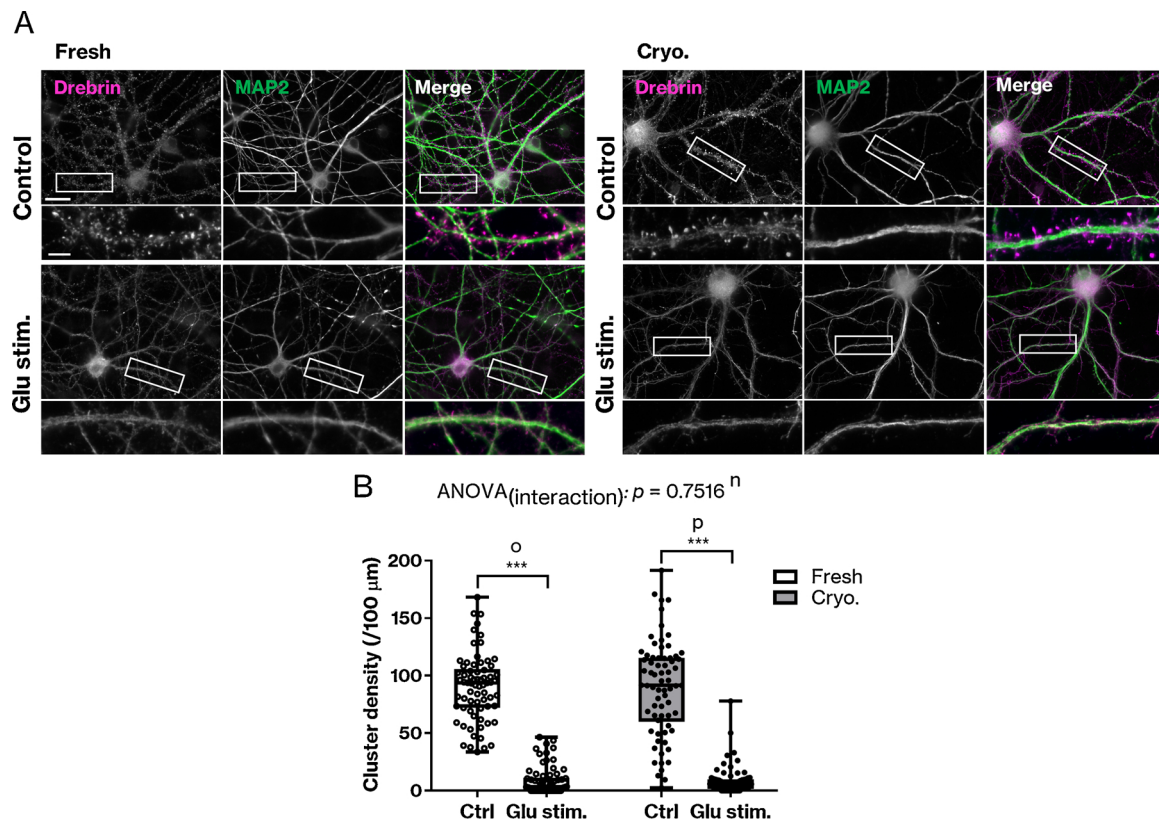 A
Fresh
Cryo.
Drebrin MAP2 Merge
Drebrin MAP2 Merge
Control
Control
Glu stim.
Glu stim.
B
ANOVA(interaction): p = 0.7516 n
o
***
p
***
Fresh
Cryo.
Cluster density (/100 μm)
200
150
100
50
0
Ctrl Glu stim. Ctrl Glu stim.